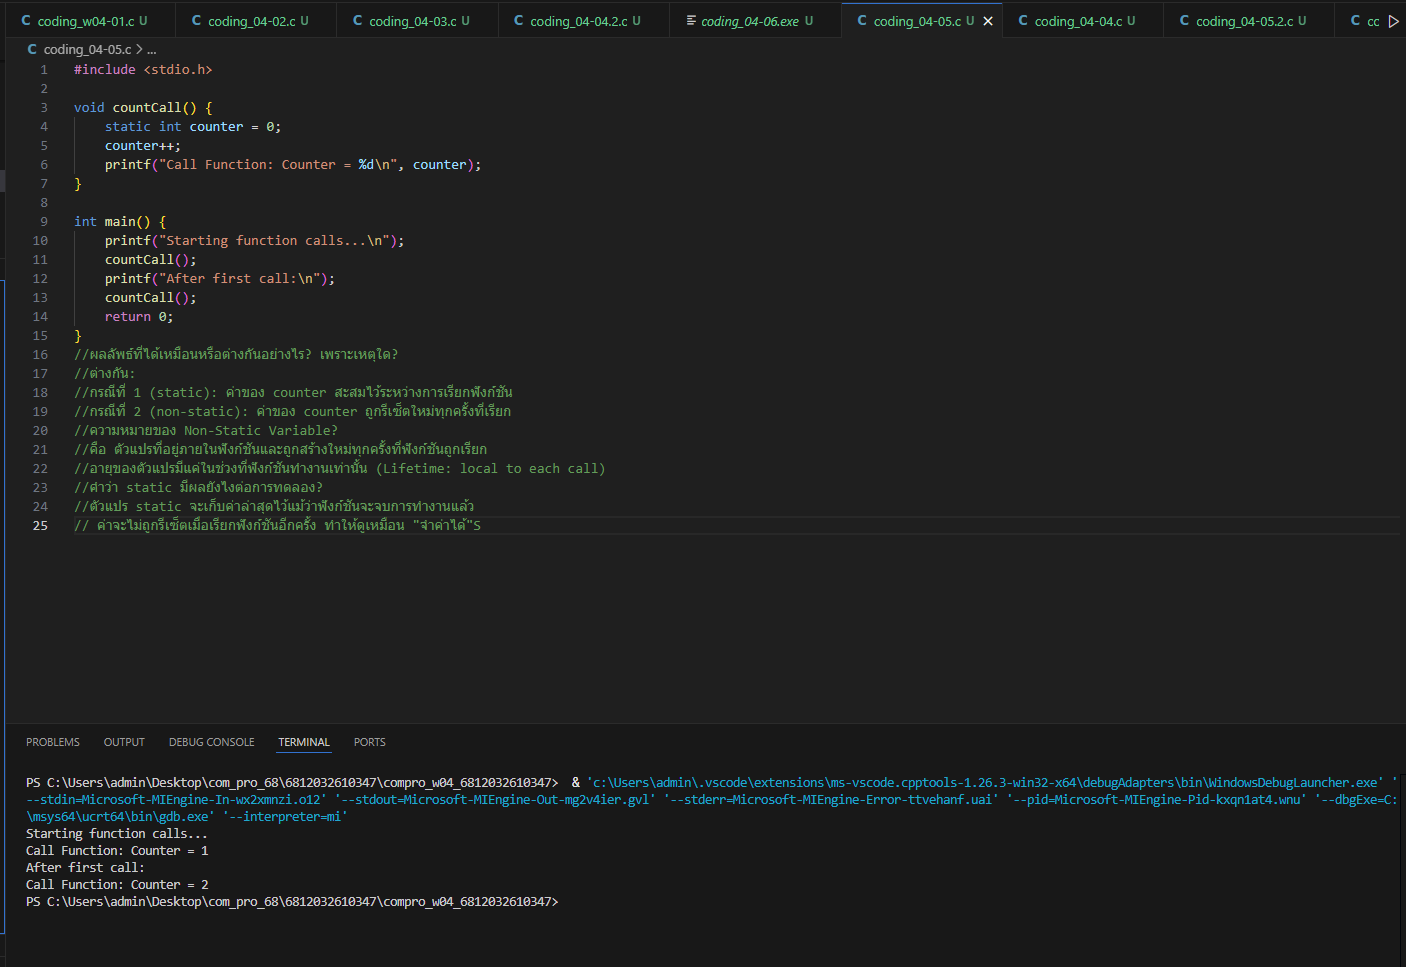 coding_w04-01.c U
coding_04-02.c U
coding_04-03.c U
coding_04-04.2.c U
coding_04-06.exe U
coding_04-05.c U
coding_04-04.c U
coding_04-05.2.c U
cc
coding_04-05.c > ...
1 #include <stdio.h>
2
3 void countCall() {
4 static int counter = 0;
5 counter++;
6 printf("Call Function: Counter = %d\n", counter);
7 }
8
9 int main() {
10 printf("Starting function calls...\n");
11 countCall();
12 printf("After first call:\n");
13 countCall();
14 return 0;
15 }
16 //ผลลัพธ์ที่ได้เหมือนหรือต่างกันอย่างไร? เพราะเหตุใด?
17 //ต่างกัน:
18 //กรณีที่ 1 (static): ค่าของ counter สะสมไว้ระหว่างการเรียกฟังก์ชัน
19 //กรณีที่ 2 (non-static): ค่าของ counter ถูกรีเซ็ตใหม่ทุกครั้งที่เรียก
20 //ความหมายของ Non-Static Variable?
21 //คือ ตัวแปรที่อยู่ภายในฟังก์ชันและถูกสร้างใหม่ทุกครั้งที่ฟังก์ชันถูกเรียก
22 //อายุของตัวแปรมีแค่ในช่วงที่ฟังก์ชันทำงานเท่านั้น (Lifetime: local to each call)
23 //คำว่า static มีผลยังไงต่อการทดลอง?
24 //ตัวแปร static จะเก็บค่าล่าสุดไว้แม้ว่าฟังก์ชันจะจบการทำงานแล้ว
25 // ค่าจะไม่ถูกรีเซ็ตเมื่อเรียกฟังก์ชันอีกครั้ง ทำให้ดูเหมือน "จำค่าได้"S
PROBLEMS OUTPUT DEBUG CONSOLE TERMINAL PORTS
PS C:\Users\admin\Desktop\com_pro_68\6812032610347\compro_w04_6812032610347> & 'c:\Users\admin\.vscode\extensions\ms-vscode.cpptools-1.26.3-win32-x64\debugAdapters\bin\WindowsDebugLauncher.exe' '
--stdin=Microsoft-MIEngine-In-wx2xmnzi.o12' '--stdout=Microsoft-MIEngine-Out-mg2v4ier.gvl' '--stderr=Microsoft-MIEngine-Error-ttvehanf.uai' '--pid=Microsoft-MIEngine-Pid-kxqn1at4.wnu' '--dbgExe=C:
\msys64\ucrt64\bin\gdb.exe' '--interpreter=mi'
Starting function calls...
Call Function: Counter = 1
After first call:
Call Function: Counter = 2
PS C:\Users\admin\Desktop\com_pro_68\6812032610347\compro_w04_6812032610347>